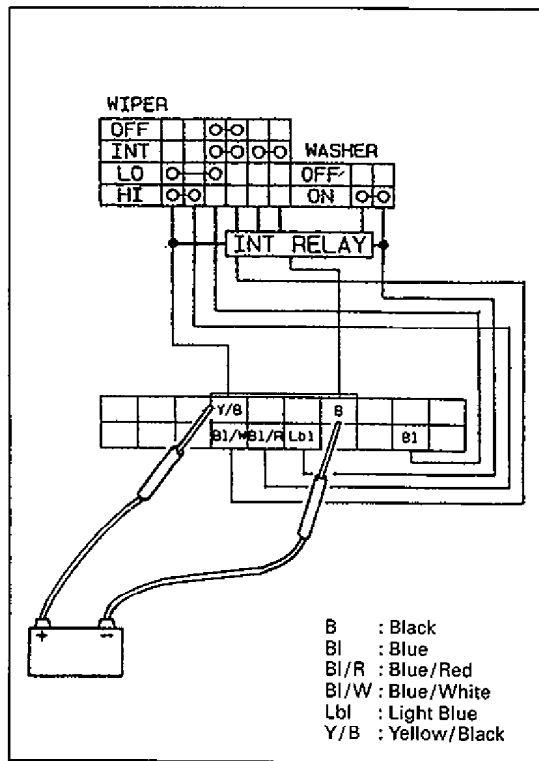 WIPER
OFF
INT
LO
HI
WASHER
OFF
ON
INT RELAY
Y/B B
Bl/W Bl/R Lbl Bl
+ −
B : Black
Bl : Blue
Bl/R : Blue/Red
Bl/W : Blue/White
Lbl : Light Blue
Y/B : Yellow/Black